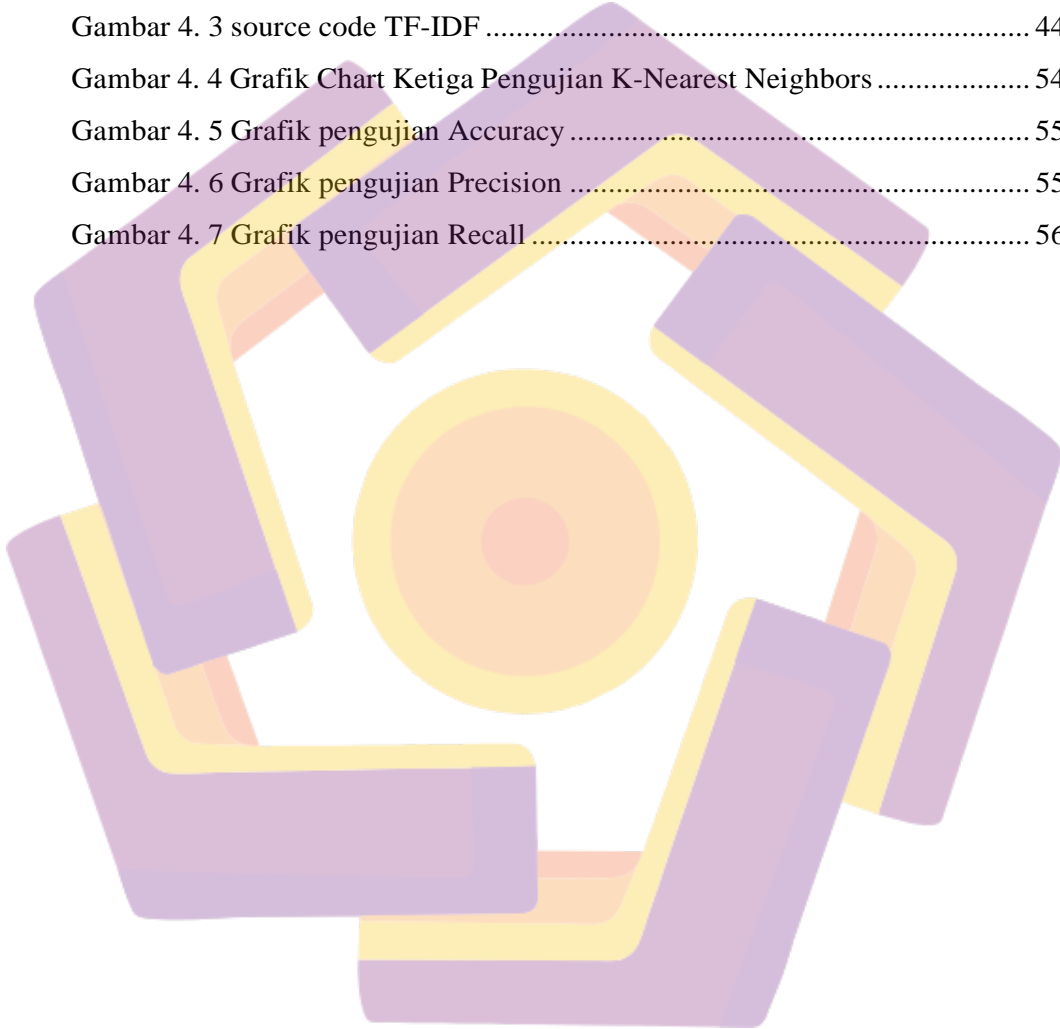 Gambar 4. 3 source code TF-IDF ................................................................................ 44
Gambar 4. 4 Grafik Chart Ketiga Pengujian K-Nearest Neighbors ...................... 54
Gambar 4. 5 Grafik pengujian Accuracy .................................................................... 55
Gambar 4. 6 Grafik pengujian Precision .................................................................... 55
Gambar 4. 7 Grafik pengujian Recall ......................................................................... 56